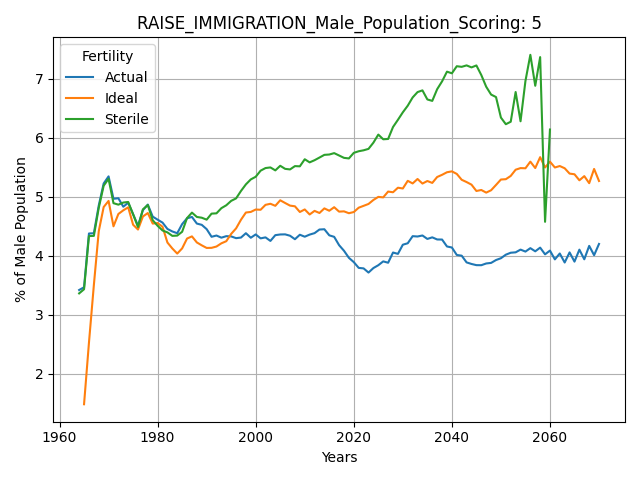 RAISE_IMMIGRATION_Male_Population_Scoring: 5
Fertility
Actual
Ideal
Sterile
% of Male Population
7
6
5
4
3
2
1960 1980 2000 2020 2040 2060
Years